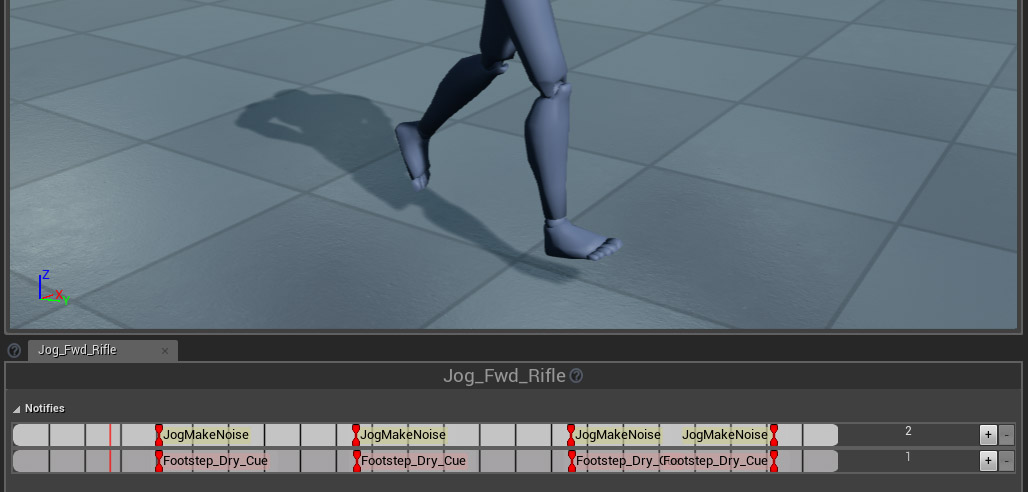 Z
X
Y
Jog_Fwd_Rifle
Jog_Fwd_Rifle
Notifies
JogMakeNoise JogMakeNoise JogMakeNoise JogMakeNoise 2 + -
Footstep_Dry_Cue Footstep_Dry_Cue Footstep_Dry_ Footstep_Dry_Cue 1 + -